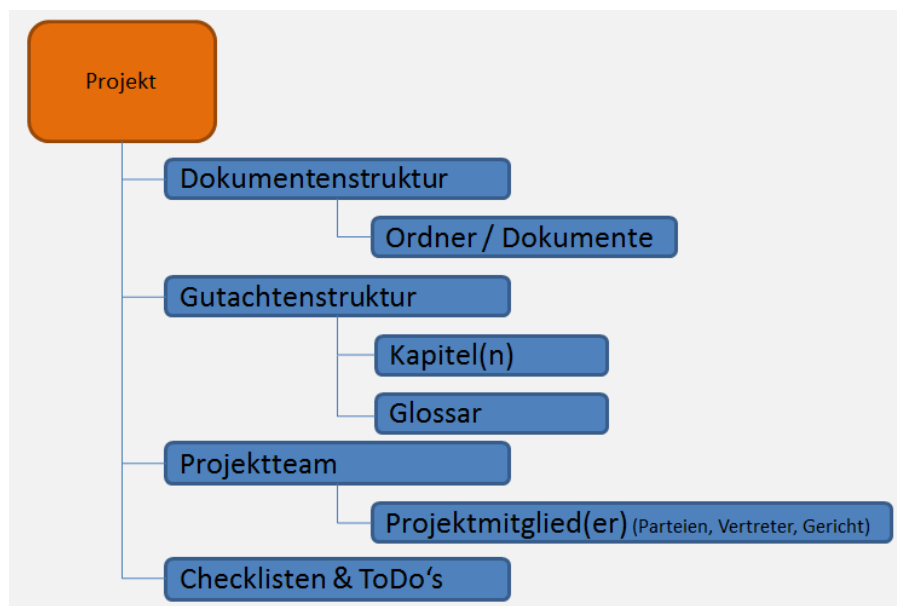 Projekt
Dokumentenstruktur
Ordner / Dokumente
Gutachtenstruktur
Kapitel(n)
Glossar
Projektteam
Projektmitglied(er) (Parteien, Vertreter, Gericht)
Checklisten & ToDo‘s